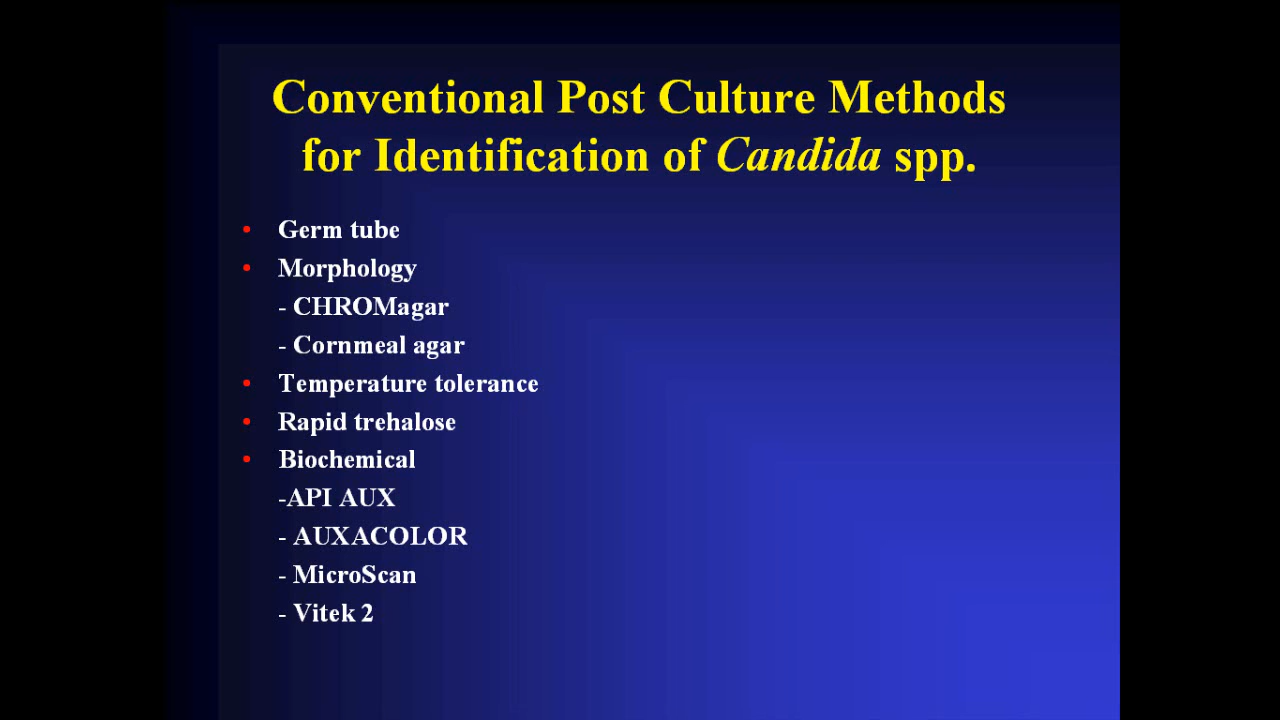 Conventional Post Culture Methods
for Identification of Candida spp.
• Germ tube
• Morphology
- CHROMagar
- Cornmeal agar
• Temperature tolerance
• Rapid trehalose
• Biochemical
-API AUX
- AUXACOLOR
- MicroScan
- Vitek 2